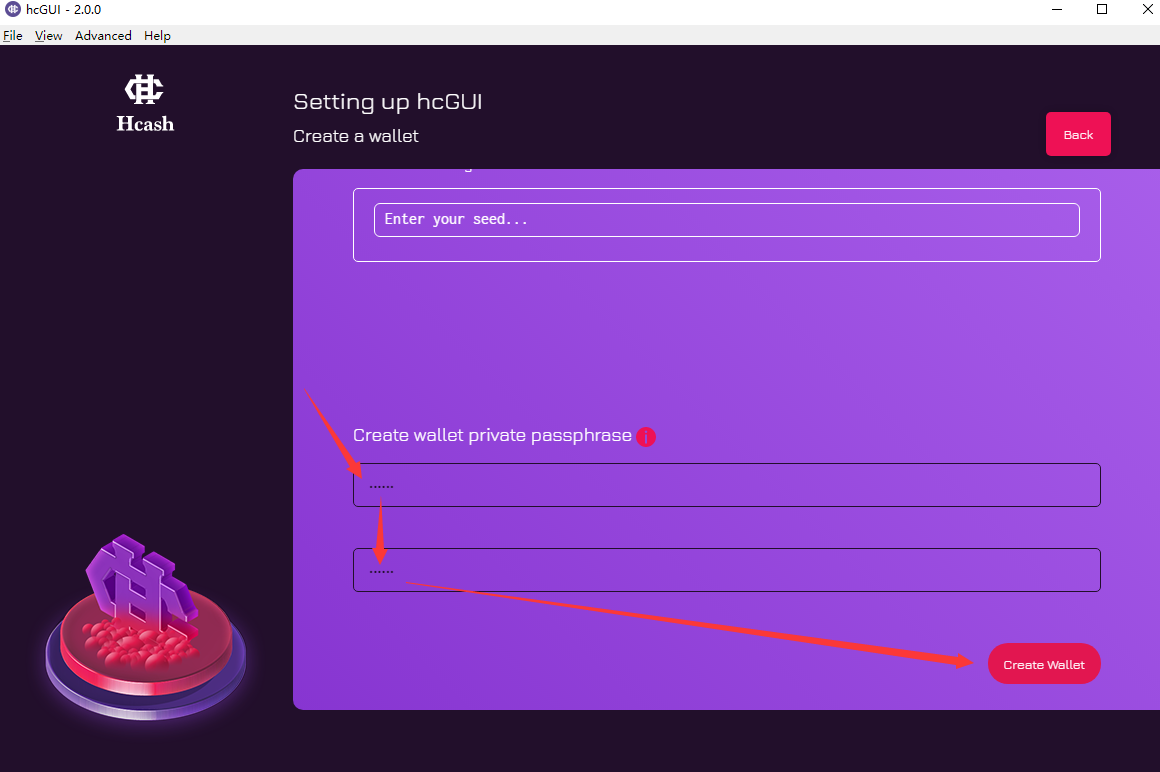 hcGUI - 2.0.0
File View Advanced Help
Hcash
Setting up hcGUI
Create a wallet
Back
Enter your seed...
Create wallet private passphrase i
······
······
Create Wallet